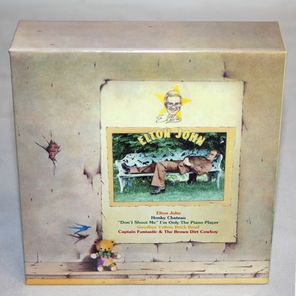 ELTON JOHN
Elton John
Honky Chateau
"Don't Shoot Me" I'm Only The Piano Player
Goodbye Yellow Brick Road
Captain Fantastic & The Brown Dirt Cowboy